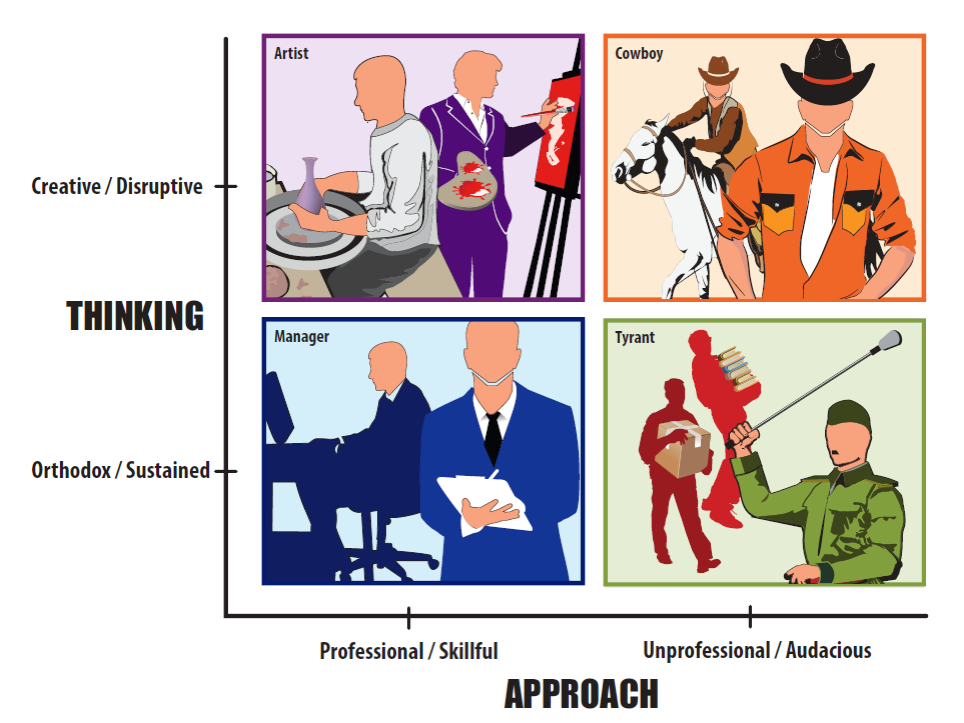 Artist
Cowboy
Creative / Disruptive
THINKING
Manager
Tyrant
Orthodox / Sustained
Professional / Skillful
Unprofessional / Audacious
APPROACH